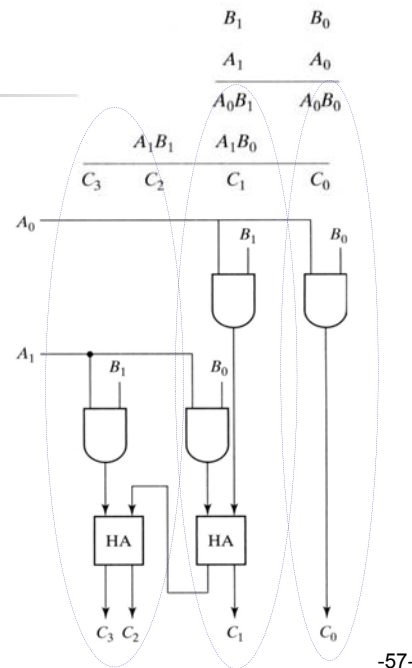 B₁ B₀
A₁ A₀
A₀B₁ A₀B₀
A₁B₁ A₁B₀
C₃ C₂ C₁ C₀
A₀
B₁ B₀
A₁
B₁ B₀
HA HA
C₃ C₂ C₁ C₀
-57-